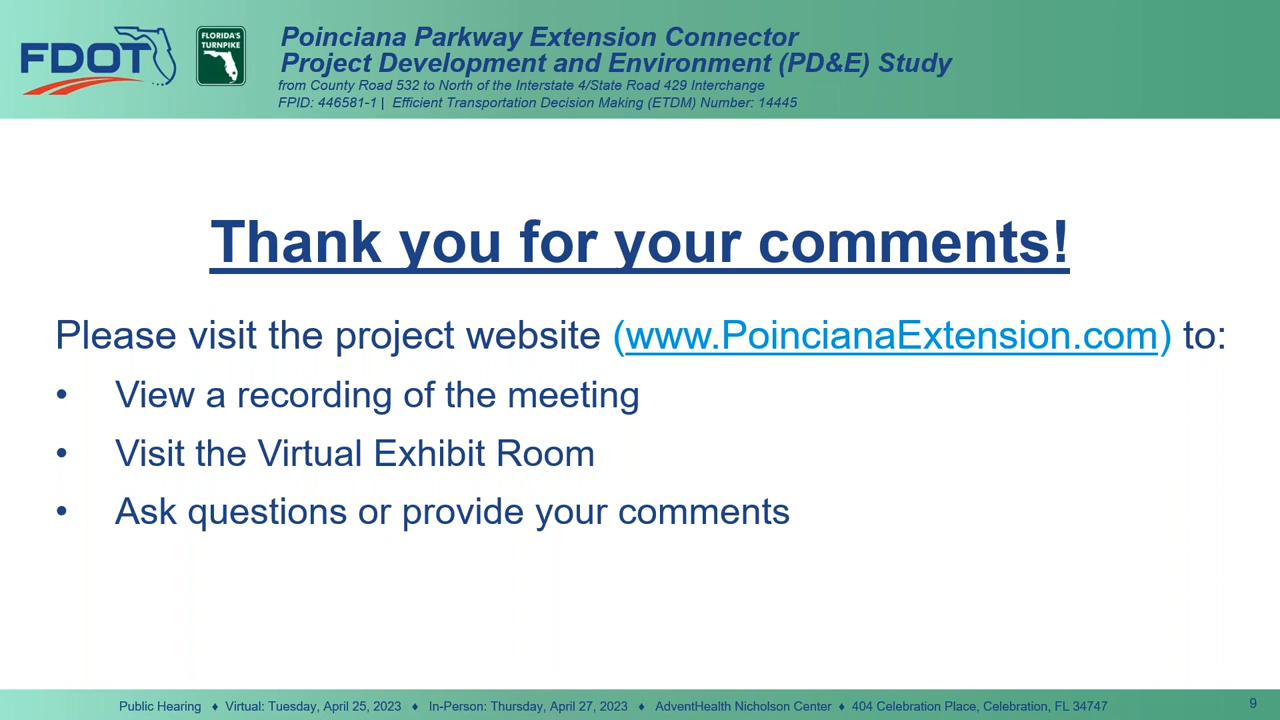 FDOT
FLORIDA'S
TURNPIKE
Poinciana Parkway Extension Connector
Project Development and Environment (PD&E) Study
from County Road 532 to North of the Interstate 4/State Road 429 Interchange
FPID: 446581-1 | Efficient Transportation Decision Making (ETDM) Number: 14445
Thank you for your comments!
Please visit the project website (www.PoincianaExtension.com) to:
• View a recording of the meeting
• Visit the Virtual Exhibit Room
• Ask questions or provide your comments
Public Hearing ♦ Virtual: Tuesday, April 25, 2023 ♦ In-Person: Thursday, April 27, 2023 ♦ AdventHealth Nicholson Center ♦ 404 Celebration Place, Celebration, FL 34747
9